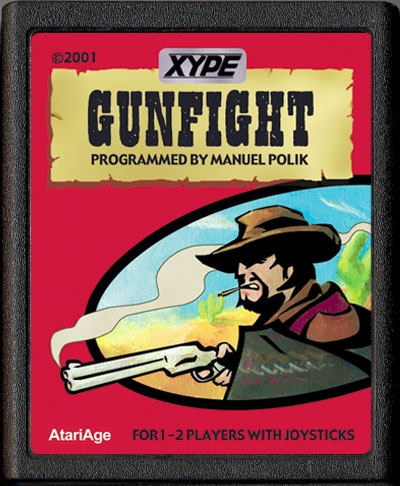 ©2001
XYPE
GUNFIGHT
PROGRAMMED BY MANUEL POLIK
AtariAge
FOR 1-2 PLAYERS WITH JOYSTICKS